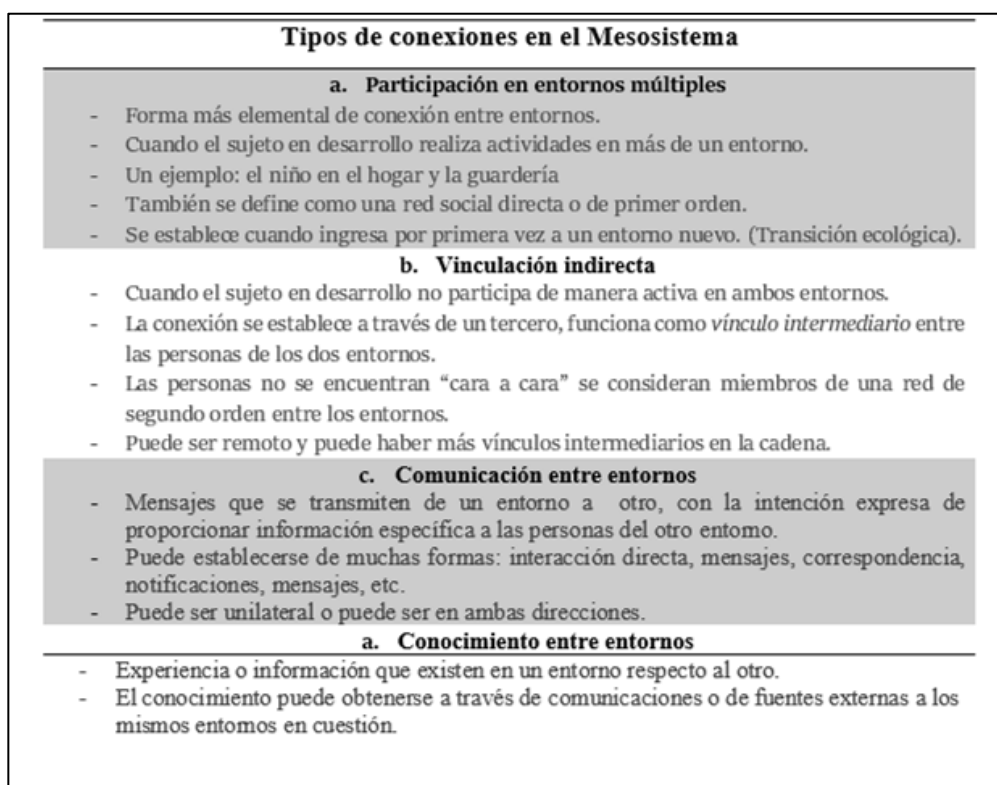 Tipos de conexiones en el Mesosistema
a. Participación en entornos múltiples
- Forma más elemental de conexión entre entornos.
- Cuando el sujeto en desarrollo realiza actividades en más de un entorno.
- Un ejemplo: el niño en el hogar y la guardería
- También se define como una red social directa o de primer orden.
- Se establece cuando ingresa por primera vez a un entorno nuevo. (Transición ecológica).
b. Vinculación indirecta
- Cuando el sujeto en desarrollo no participa de manera activa en ambos entornos.
- La conexión se establece a través de un tercero, funciona como vínculo intermediario entre
las personas de los dos entornos.
- Las personas no se encuentran “cara a cara” se consideran miembros de una red de
segundo orden entre los entornos.
- Puede ser remoto y puede haber más vínculos intermediarios en la cadena.
c. Comunicación entre entornos
- Mensajes que se transmiten de un entorno a otro, con la intención expresa de
proporcionar información específica a las personas del otro entorno.
- Puede establecerse de muchas formas: interacción directa, mensajes, correspondencia,
notificaciones, mensajes, etc.
- Puede ser unilateral o puede ser en ambas direcciones.
a. Conocimiento entre entornos
- Experiencia o información que existen en un entorno respecto al otro.
- El conocimiento puede obtenerse a través de comunicaciones o de fuentes externas a los
mismos entornos en cuestión.